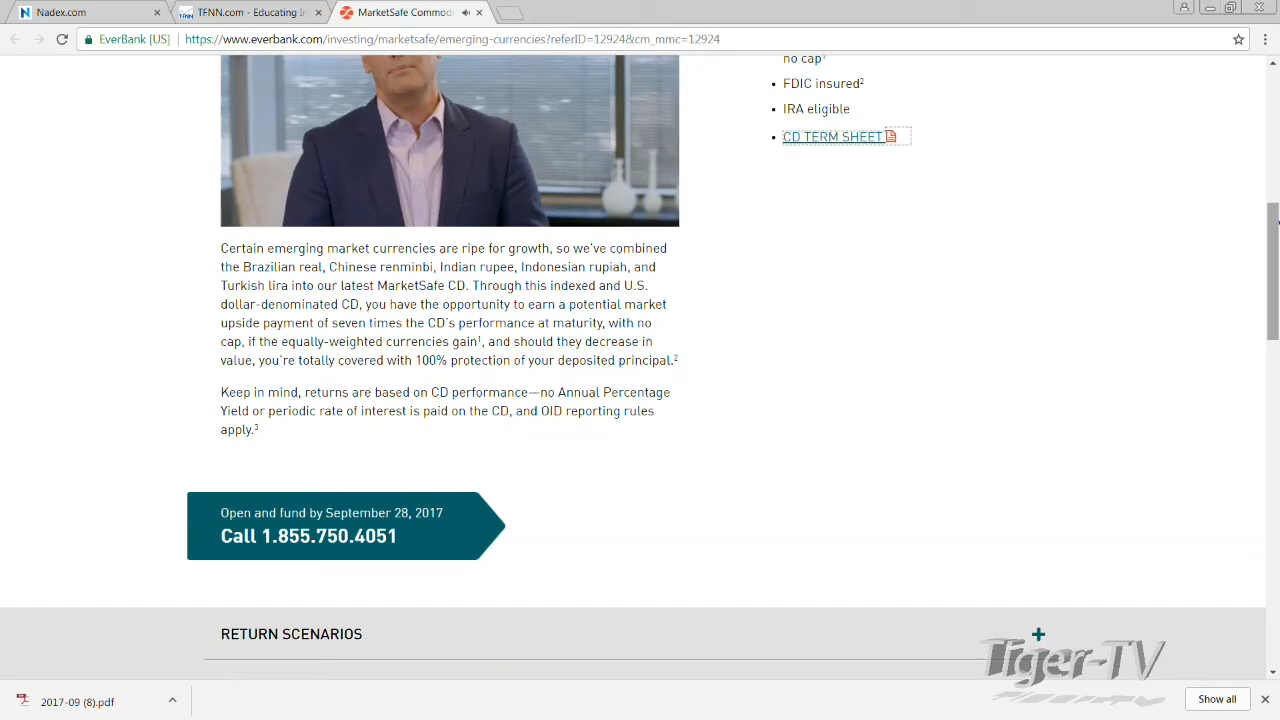 Nadex.com
TFNN.com - Educating In
MarketSafe Commod
EverBank [US]
https://www.everbank.com/investing/marketsafe/emerging-currencies?referID=12924&cm_mmc=12924
no cap¹
• FDIC insured²
• IRA eligible
• CD TERM SHEET
Certain emerging market currencies are ripe for growth, so we've combined
the Brazilian real, Chinese renminbi, Indian rupee, Indonesian rupiah, and
Turkish lira into our latest MarketSafe CD. Through this indexed and U.S.
dollar-denominated CD, you have the opportunity to earn a potential market
upside payment of seven times the CD's performance at maturity, with no
cap, if the equally-weighted currencies gain¹, and should they decrease in
value, you're totally covered with 100% protection of your deposited principal.²
Keep in mind, returns are based on CD performance—no Annual Percentage
Yield or periodic rate of interest is paid on the CD, and OID reporting rules
apply.³
Open and fund by September 28, 2017
Call 1.855.750.4051
RETURN SCENARIOS
Tiger-TV
2017-09 (8).pdf
Show all